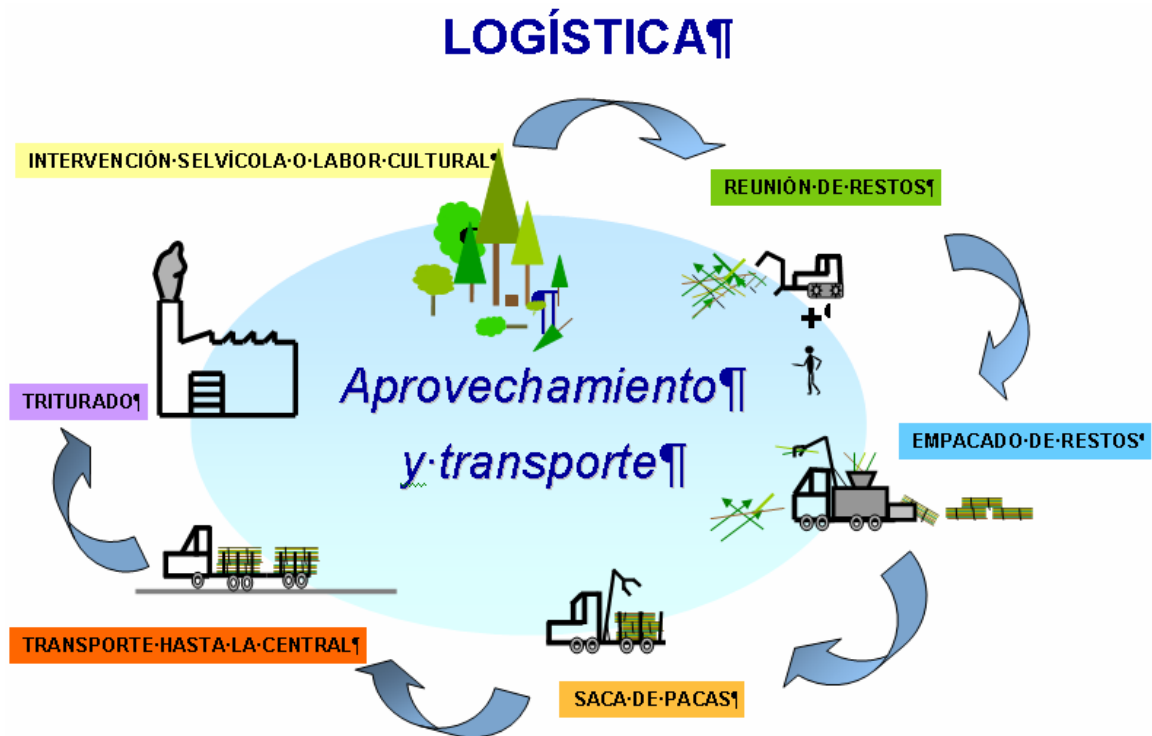 LOGÍSTICA¶
INTERVENCIÓN·SELVÍCOLA·O·LABOR·CULTURAL¶
REUNIÓN·DE·RESTOS¶
+¶
EMPACADO·DE·RESTOS¶
SACA·DE·PACAS¶
TRANSPORTE·HASTA·LA·CENTRAL¶
TRITURADO¶
Aprovechamiento¶
y·transporte¶